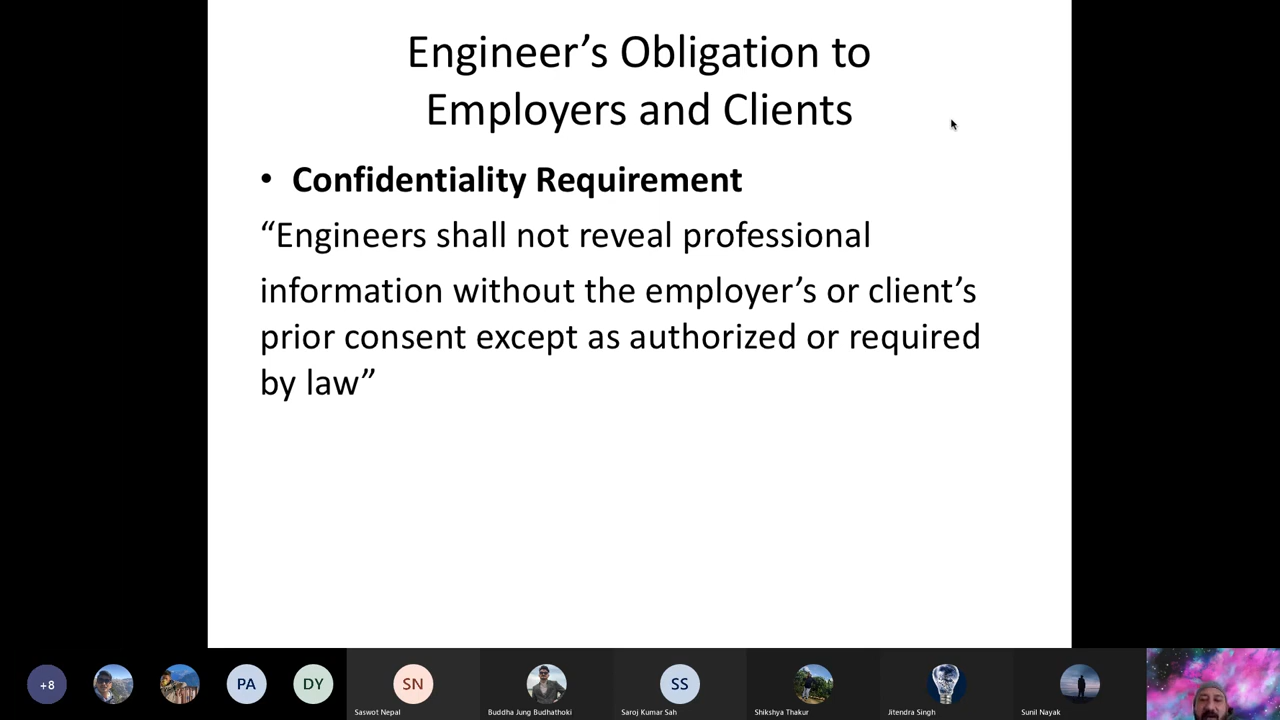 Engineer’s Obligation to
Employers and Clients
• Confidentiality Requirement
“Engineers shall not reveal professional
information without the employer’s or client’s
prior consent except as authorized or required
by law”
+8
PA
DY
SN
SS
Saswot Nepal
Buddha Jung Budhathoki
Saroj Kumar Sah
Shikshya Thakur
Jitendra Singh
Sunil Nayak